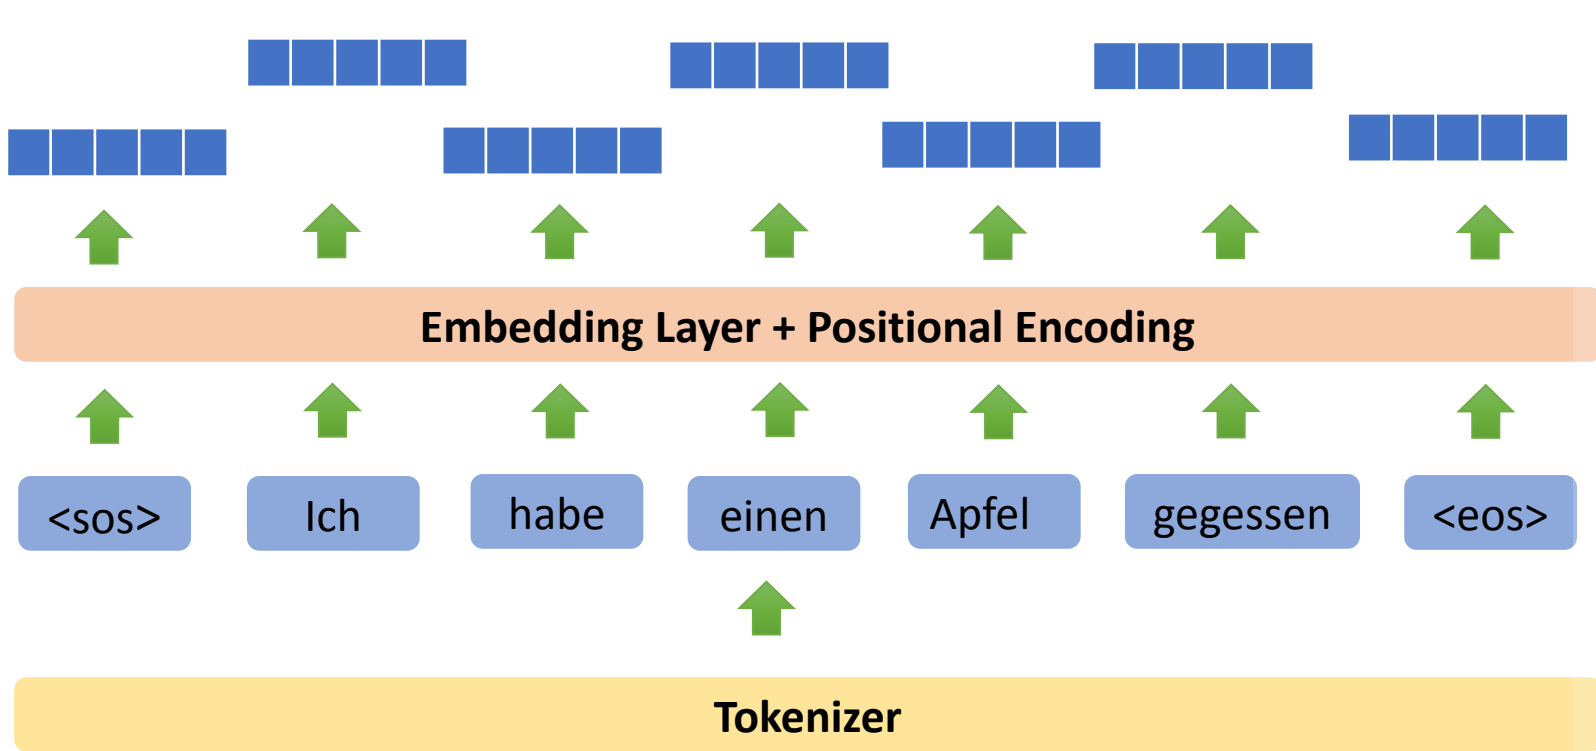 Embedding Layer + Positional Encoding
<sos> Ich habe einen Apfel gegessen <eos>
Tokenizer